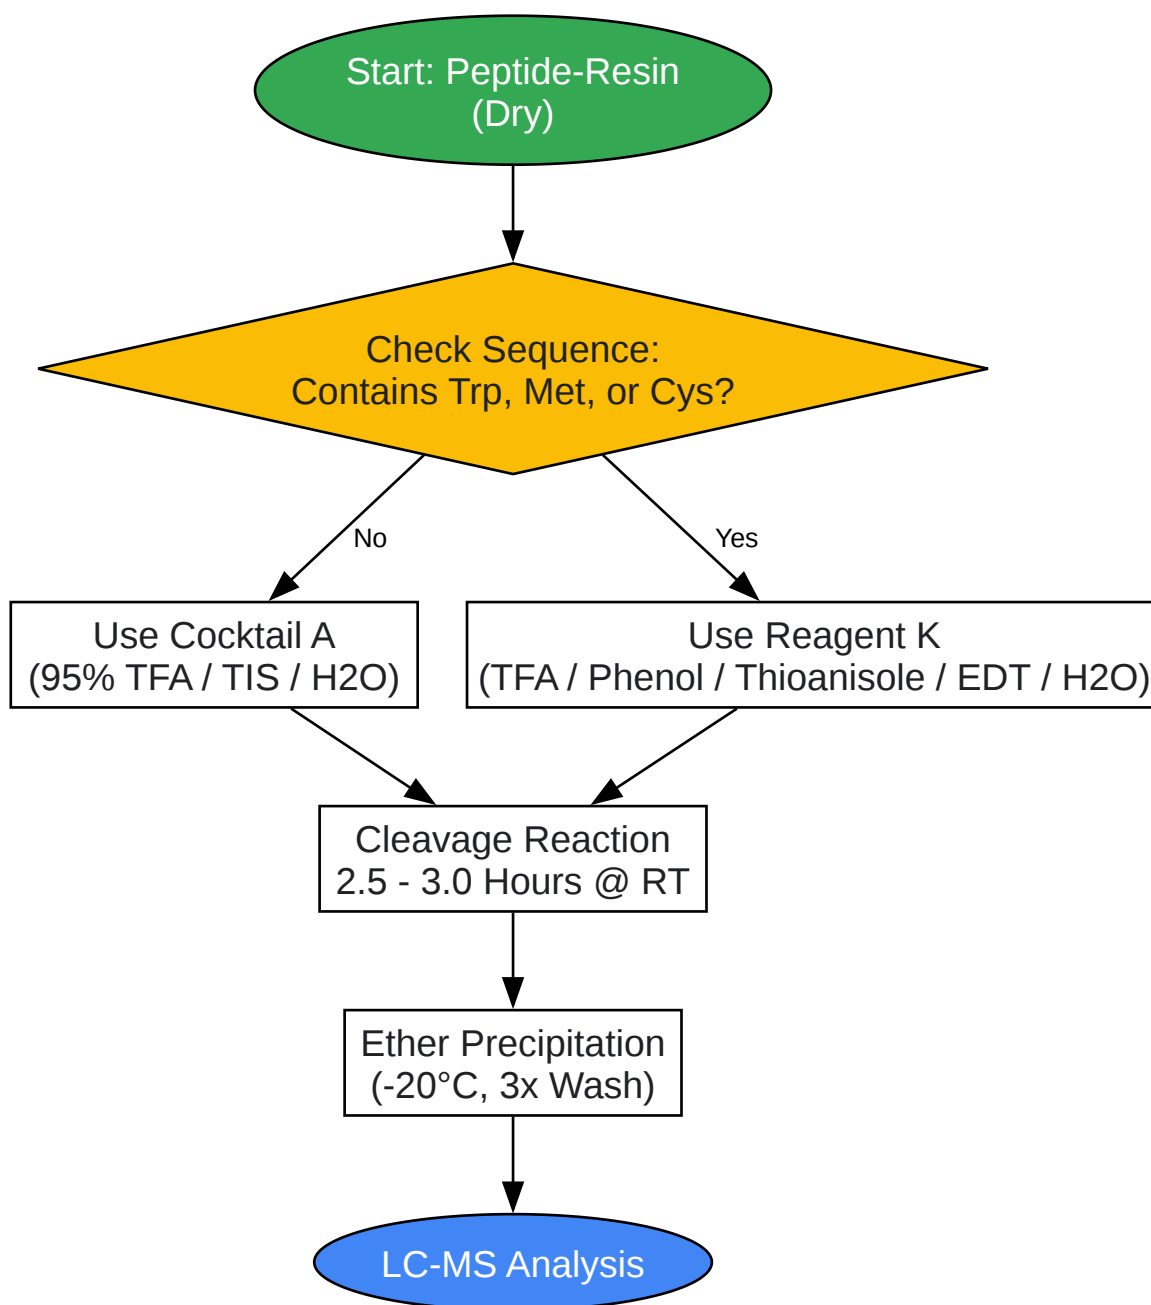 Start: Peptide-Resin
(Dry)
Check Sequence:
Contains Trp, Met, or Cys?
No
Yes
Use Cocktail A
(95% TFA / TIS / H2O)
Use Reagent K
(TFA / Phenol / Thioanisole / EDT / H2O)
Cleavage Reaction
2.5 - 3.0 Hours @ RT
Ether Precipitation
(-20°C, 3x Wash)
LC-MS Analysis